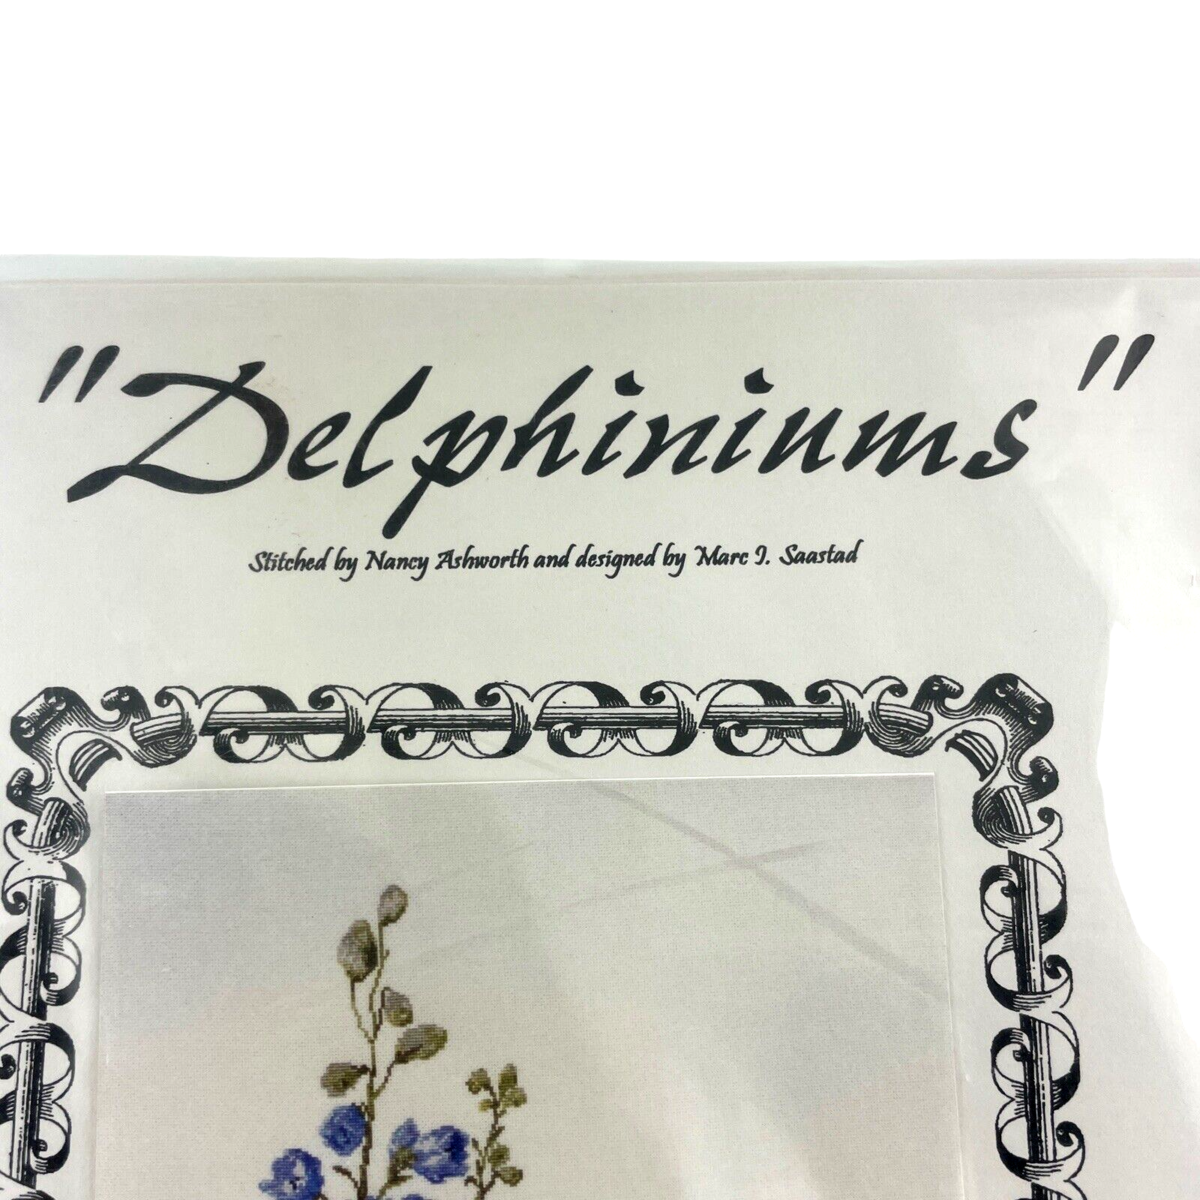 "Delphiniums"
Stitched by Nancy Ashworth and designed by Marc I. Saastad